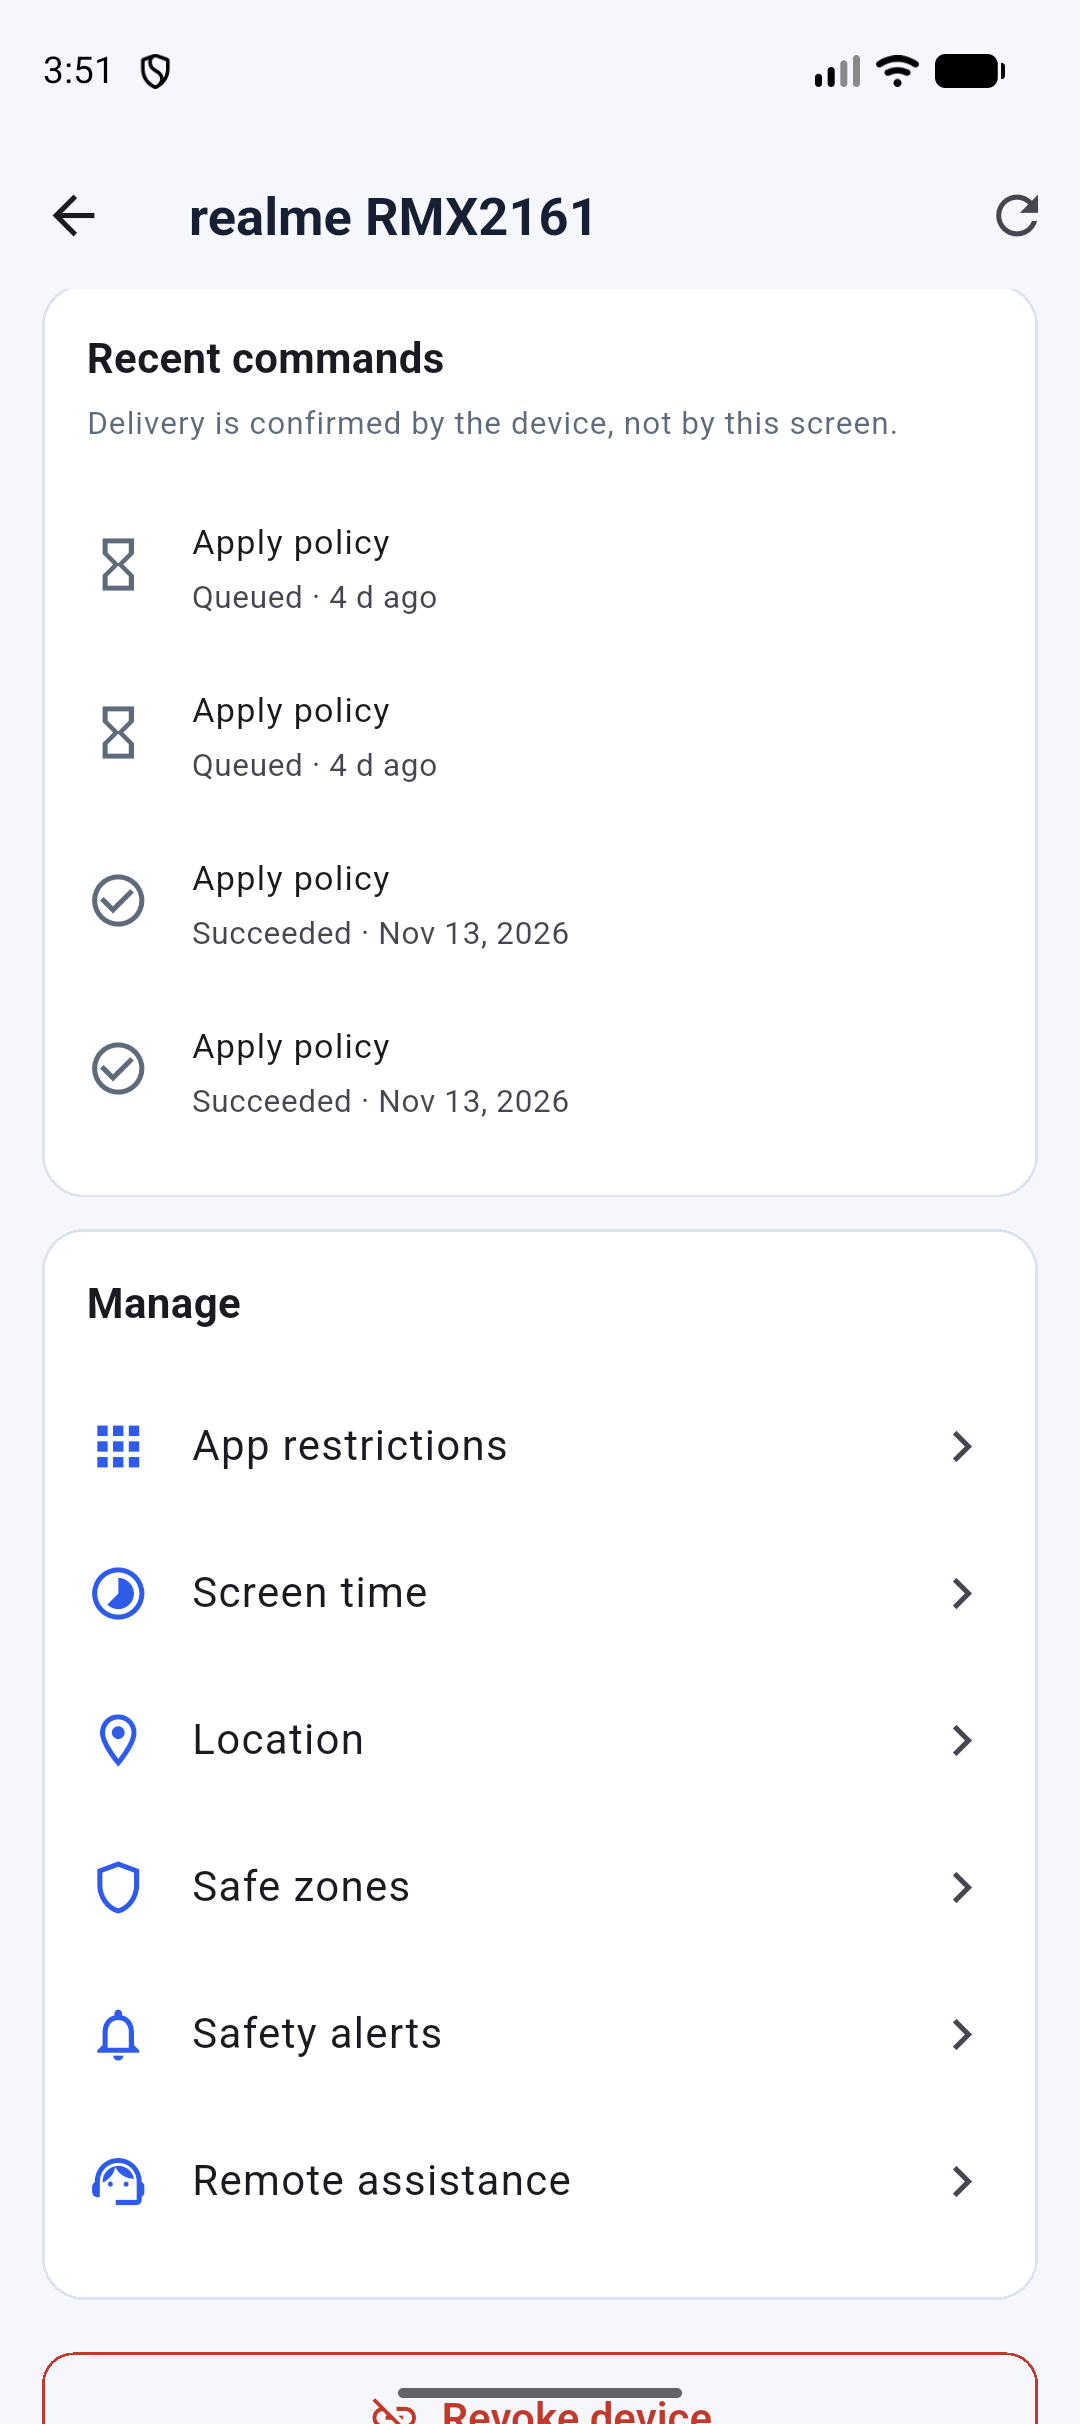 3:51
realme RMX2161
Recent commands
Delivery is confirmed by the device, not by this screen.
Apply policy
Queued · 4 d ago
Apply policy
Queued · 4 d ago
Apply policy
Succeeded · Nov 13, 2026
Apply policy
Succeeded · Nov 13, 2026
Manage
App restrictions
Screen time
Location
Safe zones
Safety alerts
Remote assistance
Revoke device